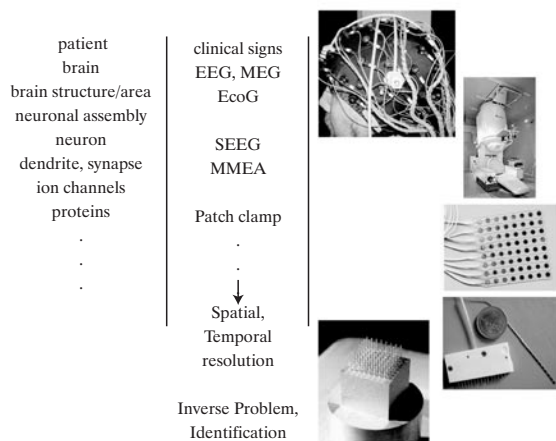 patient
brain
brain structure/area
neuronal assembly
neuron
dendrite, synapse
ion channels
proteins
.
.
.
clinical signs
EEG, MEG
EcoG
SEEG
MMEA
Patch clamp
.
.
Spatial,
Temporal
resolution
Inverse Problem,
Identification